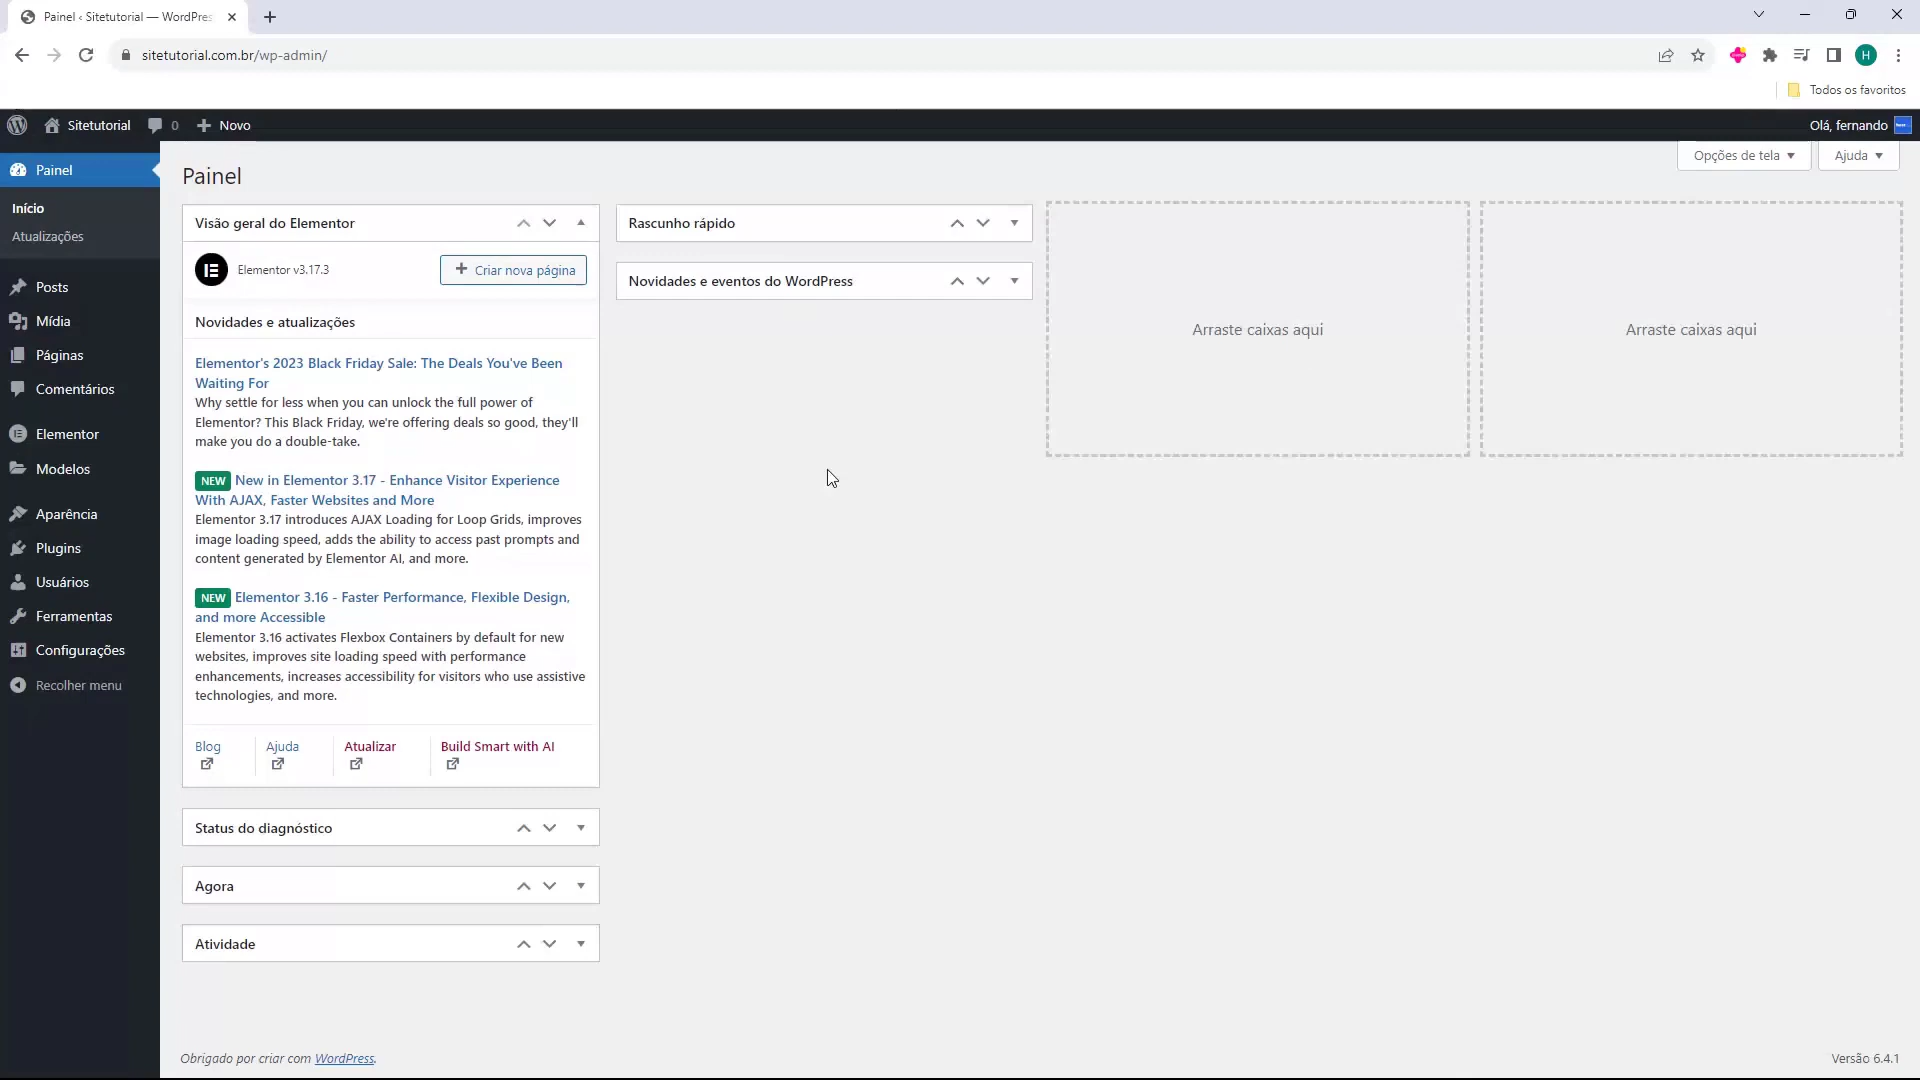 Painel ‹ Sitetutorial — WordPres
sitetutorial.com.br/wp-admin/
H
Todos os favoritos
Sitetutorial
0
Novo
Olá, fernando
Painel
Início
Atualizações
Posts
Mídia
Páginas
Comentários
Elementor
Modelos
Aparência
Plugins
Usuários
Ferramentas
Configurações
Recolher menu
Opções de tela
Ajuda
Painel
Visão geral do Elementor
Elementor v3.17.3
Criar nova página
Novidades e atualizações
Elementor's 2023 Black Friday Sale: The Deals You've Been
Waiting For
Why settle for less when you can unlock the full power of
Elementor? This Black Friday, we're offering deals so good, they'll
make you do a double-take.
NEW New in Elementor 3.17 - Enhance Visitor Experience
With AJAX, Faster Websites and More
Elementor 3.17 introduces AJAX Loading for Loop Grids, improves
image loading speed, adds the ability to access past prompts and
content generated by Elementor AI, and more.
NEW Elementor 3.16 - Faster Performance, Flexible Design,
and more Accessible
Elementor 3.16 activates Flexbox Containers by default for new
websites, improves site loading speed with performance
enhancements, increases accessibility for visitors who use assistive
technologies, and more.
Blog
Ajuda
Atualizar
Build Smart with AI
Status do diagnóstico
Agora
Atividade
Rascunho rápido
Novidades e eventos do WordPress
Arraste caixas aqui
Arraste caixas aqui
Obrigado por criar com WordPress.
Versão 6.4.1